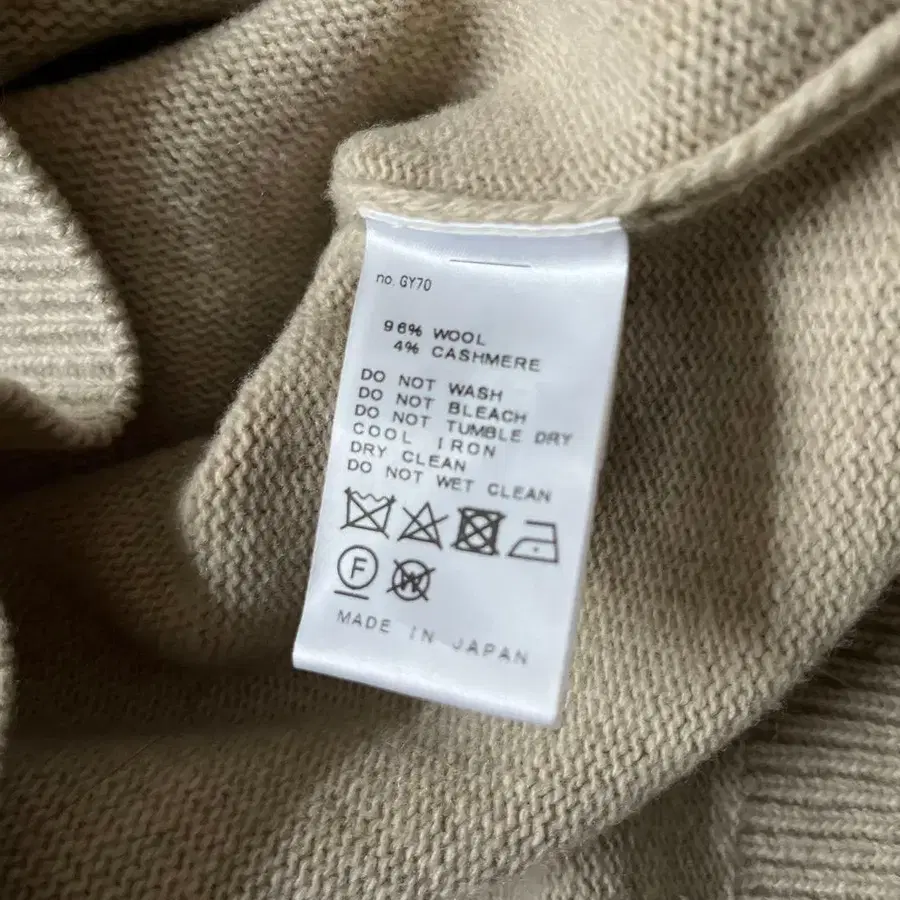 no. GY70
96% WOOL
4% CASHMERE
DO NOT WASH
DO NOT BLEACH
DO NOT TUMBLE DRY
COOL IRON
DRY CLEAN
DO NOT WET CLEAN
F W
MADE IN JAPAN